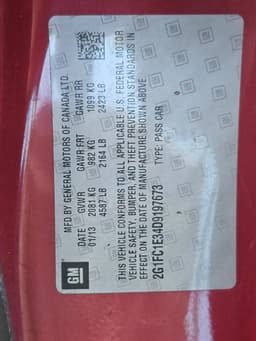 GM
MFD BY GENERAL MOTORS OF CANADA LTD.
DATE GVWR GAWR FRT GAWR RR
01/13 2081 KG 982 KG 1099 KG
4587 LB 2164 LB 2423 LB
THIS VEHICLE CONFORMS TO ALL APPLICABLE U.S. FEDERAL MOTOR
VEHICLE SAFETY, BUMPER, AND THEFT PREVENTION STANDARDS IN
EFFECT ON THE DATE OF MANUFACTURE SHOWN ABOVE.
2G1FC1E34D9197673 TYPE: PASS CAR